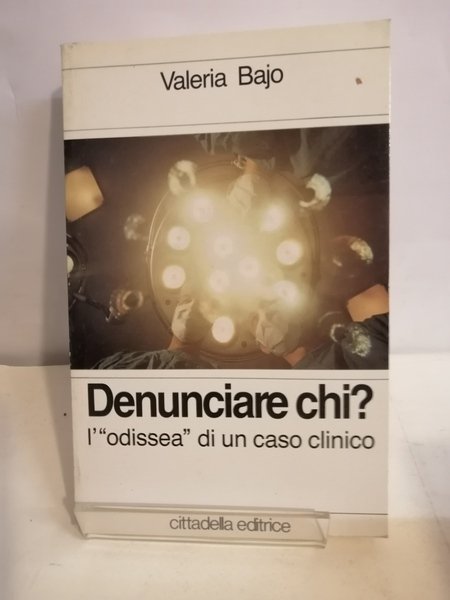 Valeria Bajo
Denunciare chi?
l'“odissea” di un caso clinico
cittadella editrice